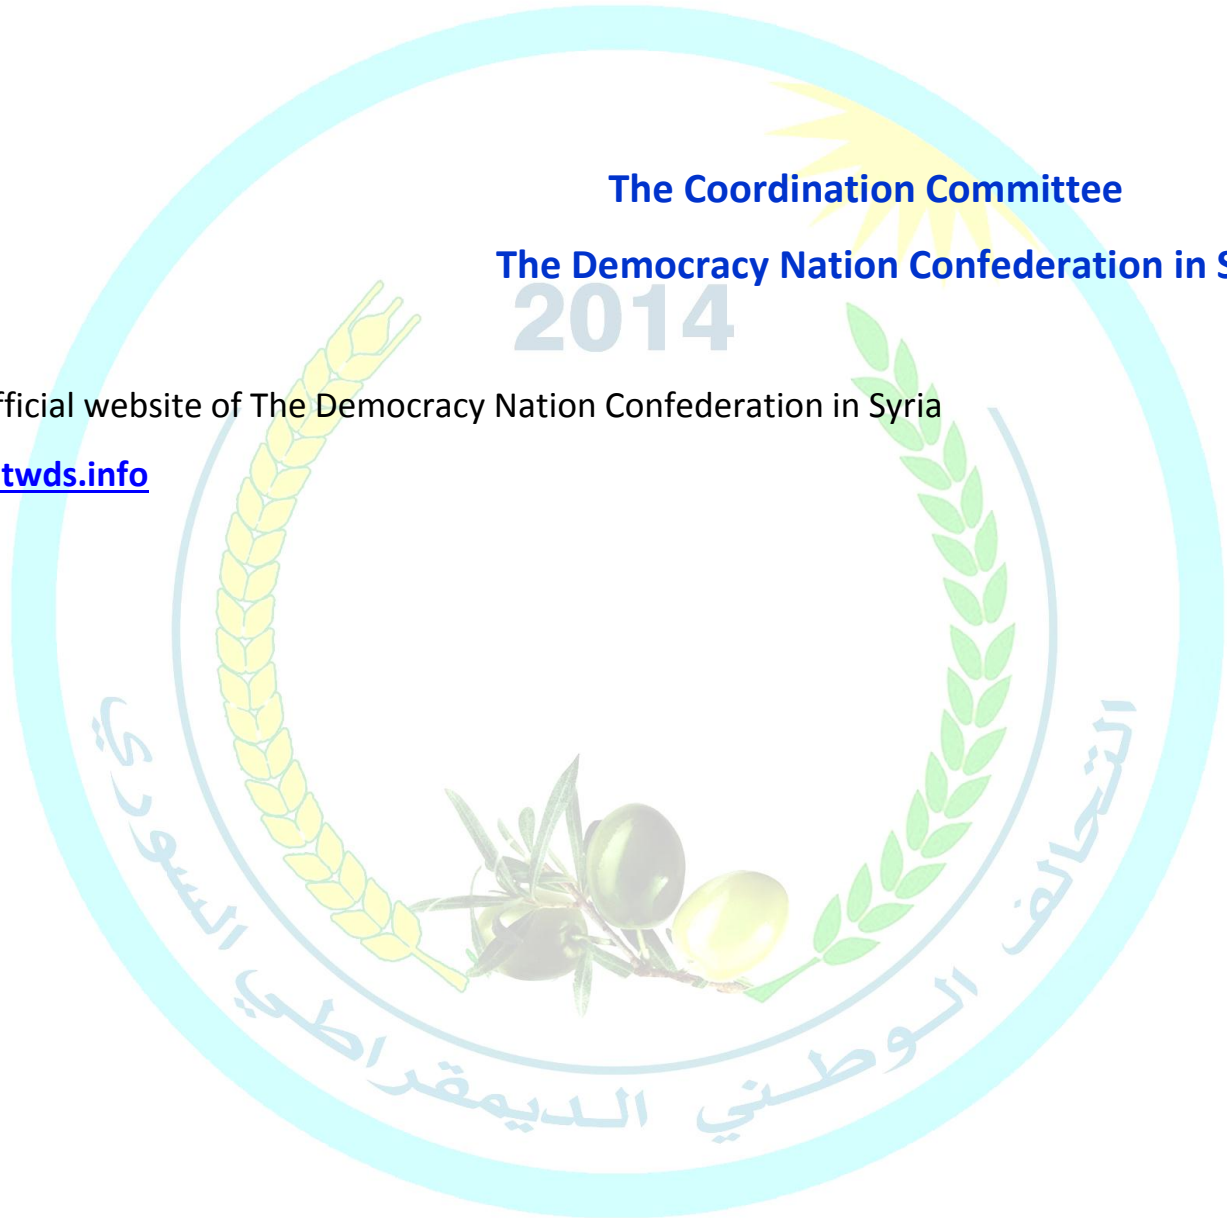 The Coordination Committee
The Democracy Nation Confederation in S
2014
fficial website of The Democracy Nation Confederation in Syria
twds.info
التحالف الوطني الديمقراطي السوري